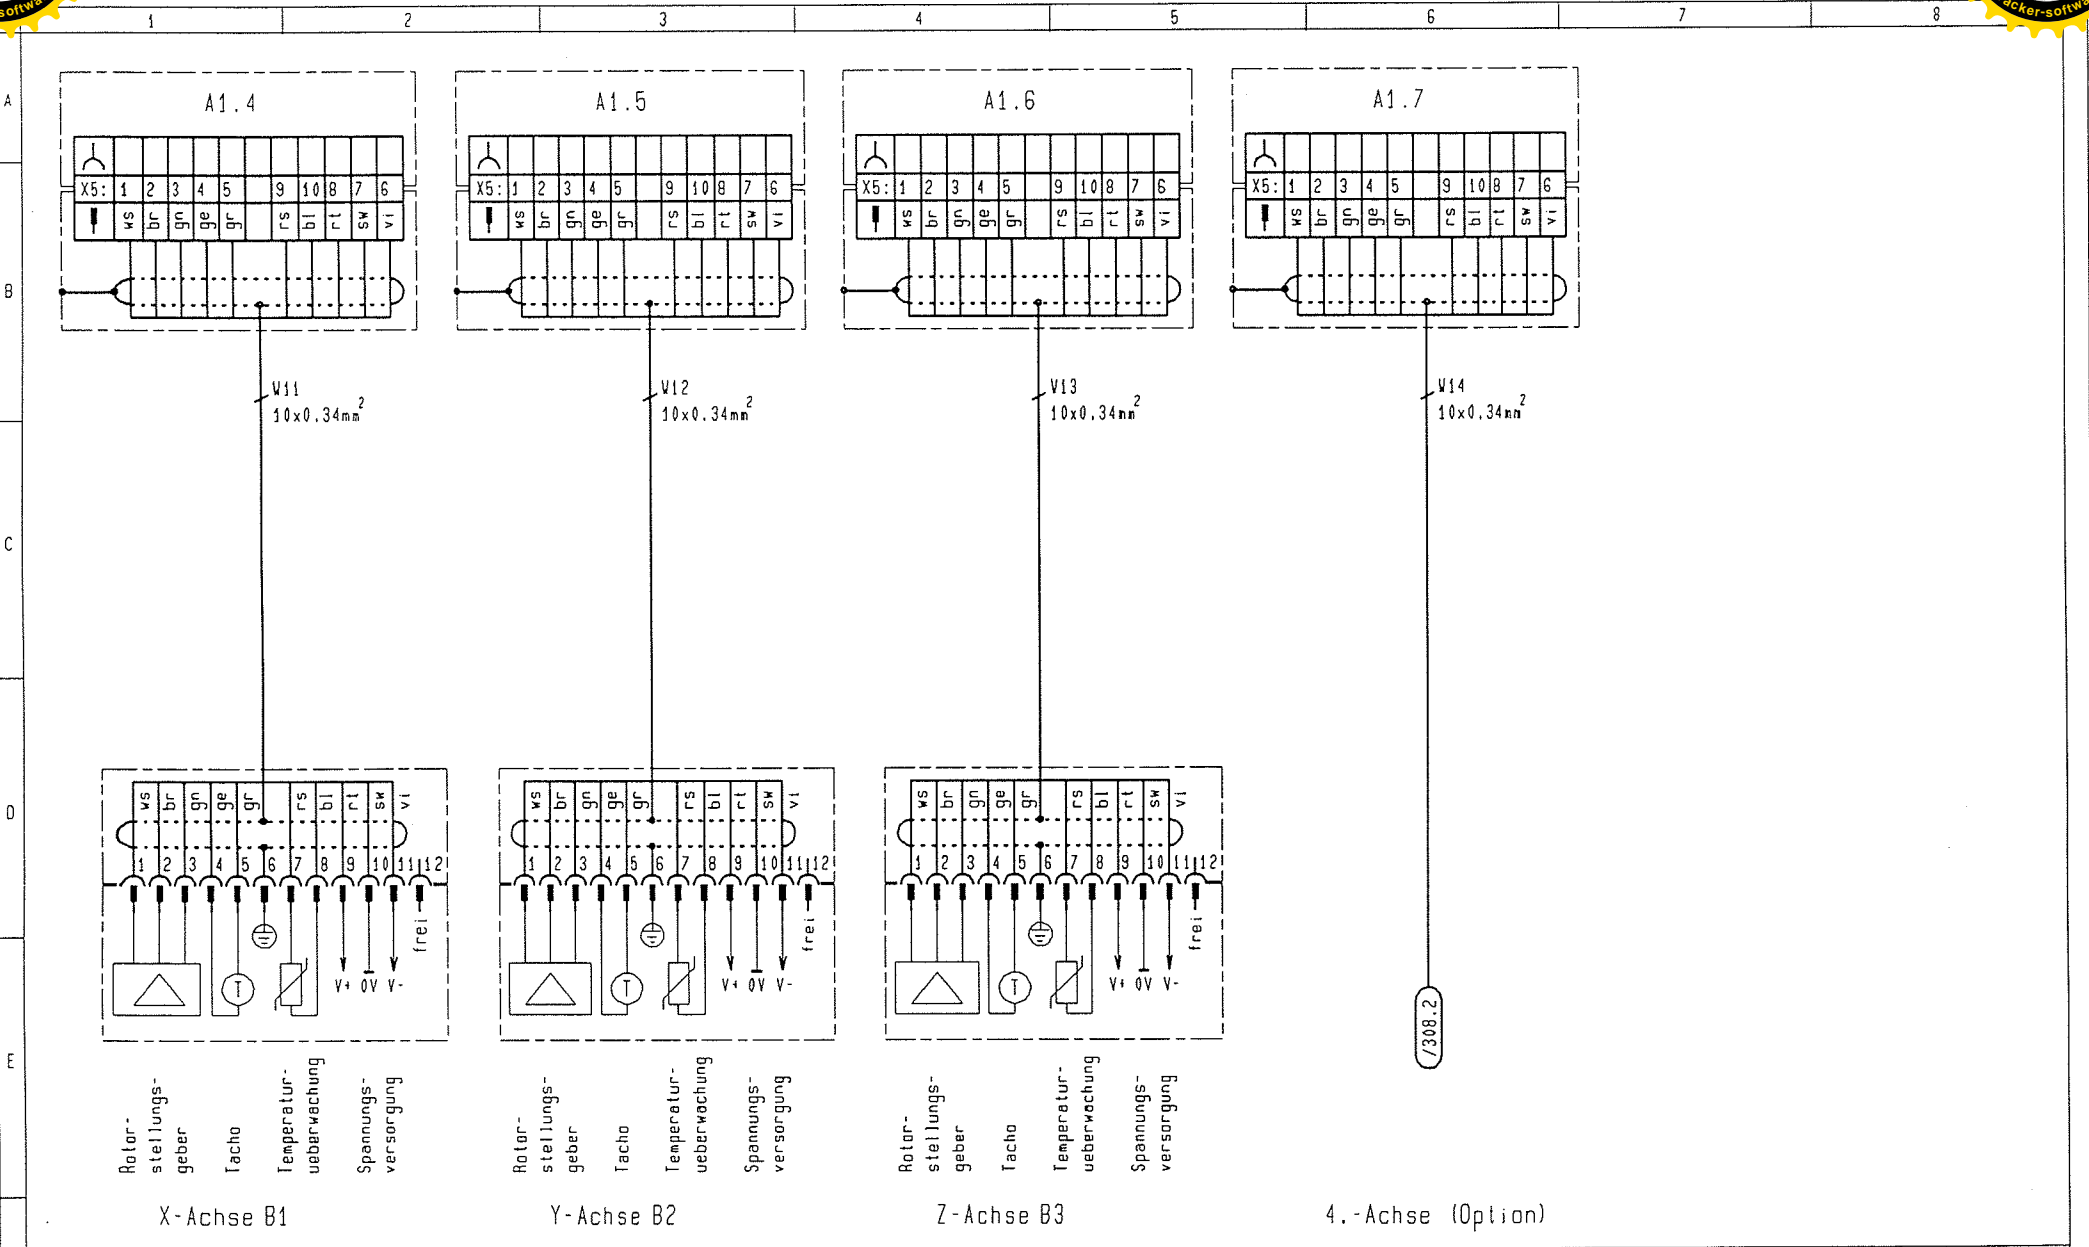 software
acker-softwa
1 2 3 4 5 6 7 8
A
A1.4 A1.5 A1.6 A1.7
X5: 1 2 3 4 5 9 10 8 7 6
ws br gn ge gr rs bl rt sw vi
X5: 1 2 3 4 5 9 10 8 7 6
ws br gn ge gr rs bl rt sw vi
X5: 1 2 3 4 5 9 10 8 7 6
ws br gn ge gr rs bl rt sw vi
X5: 1 2 3 4 5 9 10 8 7 6
ws br gn ge gr rs bl rt sw vi
B
W11
10x0,34mm²
W12
10x0.34mm²
W13
10x0,34mm²
W14
10x0,34mm²
C
D
ws br gn ge gr rs bl rt sw vi
1 2 3 4 5 6 7 8 9 10 11 12
frei
T V+ 0V V-
ws br gn ge gr rs bl rt sw vi
1 2 3 4 5 6 7 8 9 10 11 12
frei
T V+ 0V V-
ws br gn ge gr rs bl rt sw vi
1 2 3 4 5 6 7 8 9 10 11 12
frei
T V+ 0V V-
/308.2
E
Rotor-
stellungs-
geber
Tacho
Temperatur-
ueberwachung
Spannungs-
versorgung
Rotor-
stellungs-
geber
Tacho
Temperatur-
ueberwachung
Spannungs-
versorgung
Rotor-
stellungs-
geber
Tacho
Temperatur-
ueberwachung
Spannungs-
versorgung
X-Achse B1
Y-Achse B2
Z-Achse B3
4.-Achse (Option)